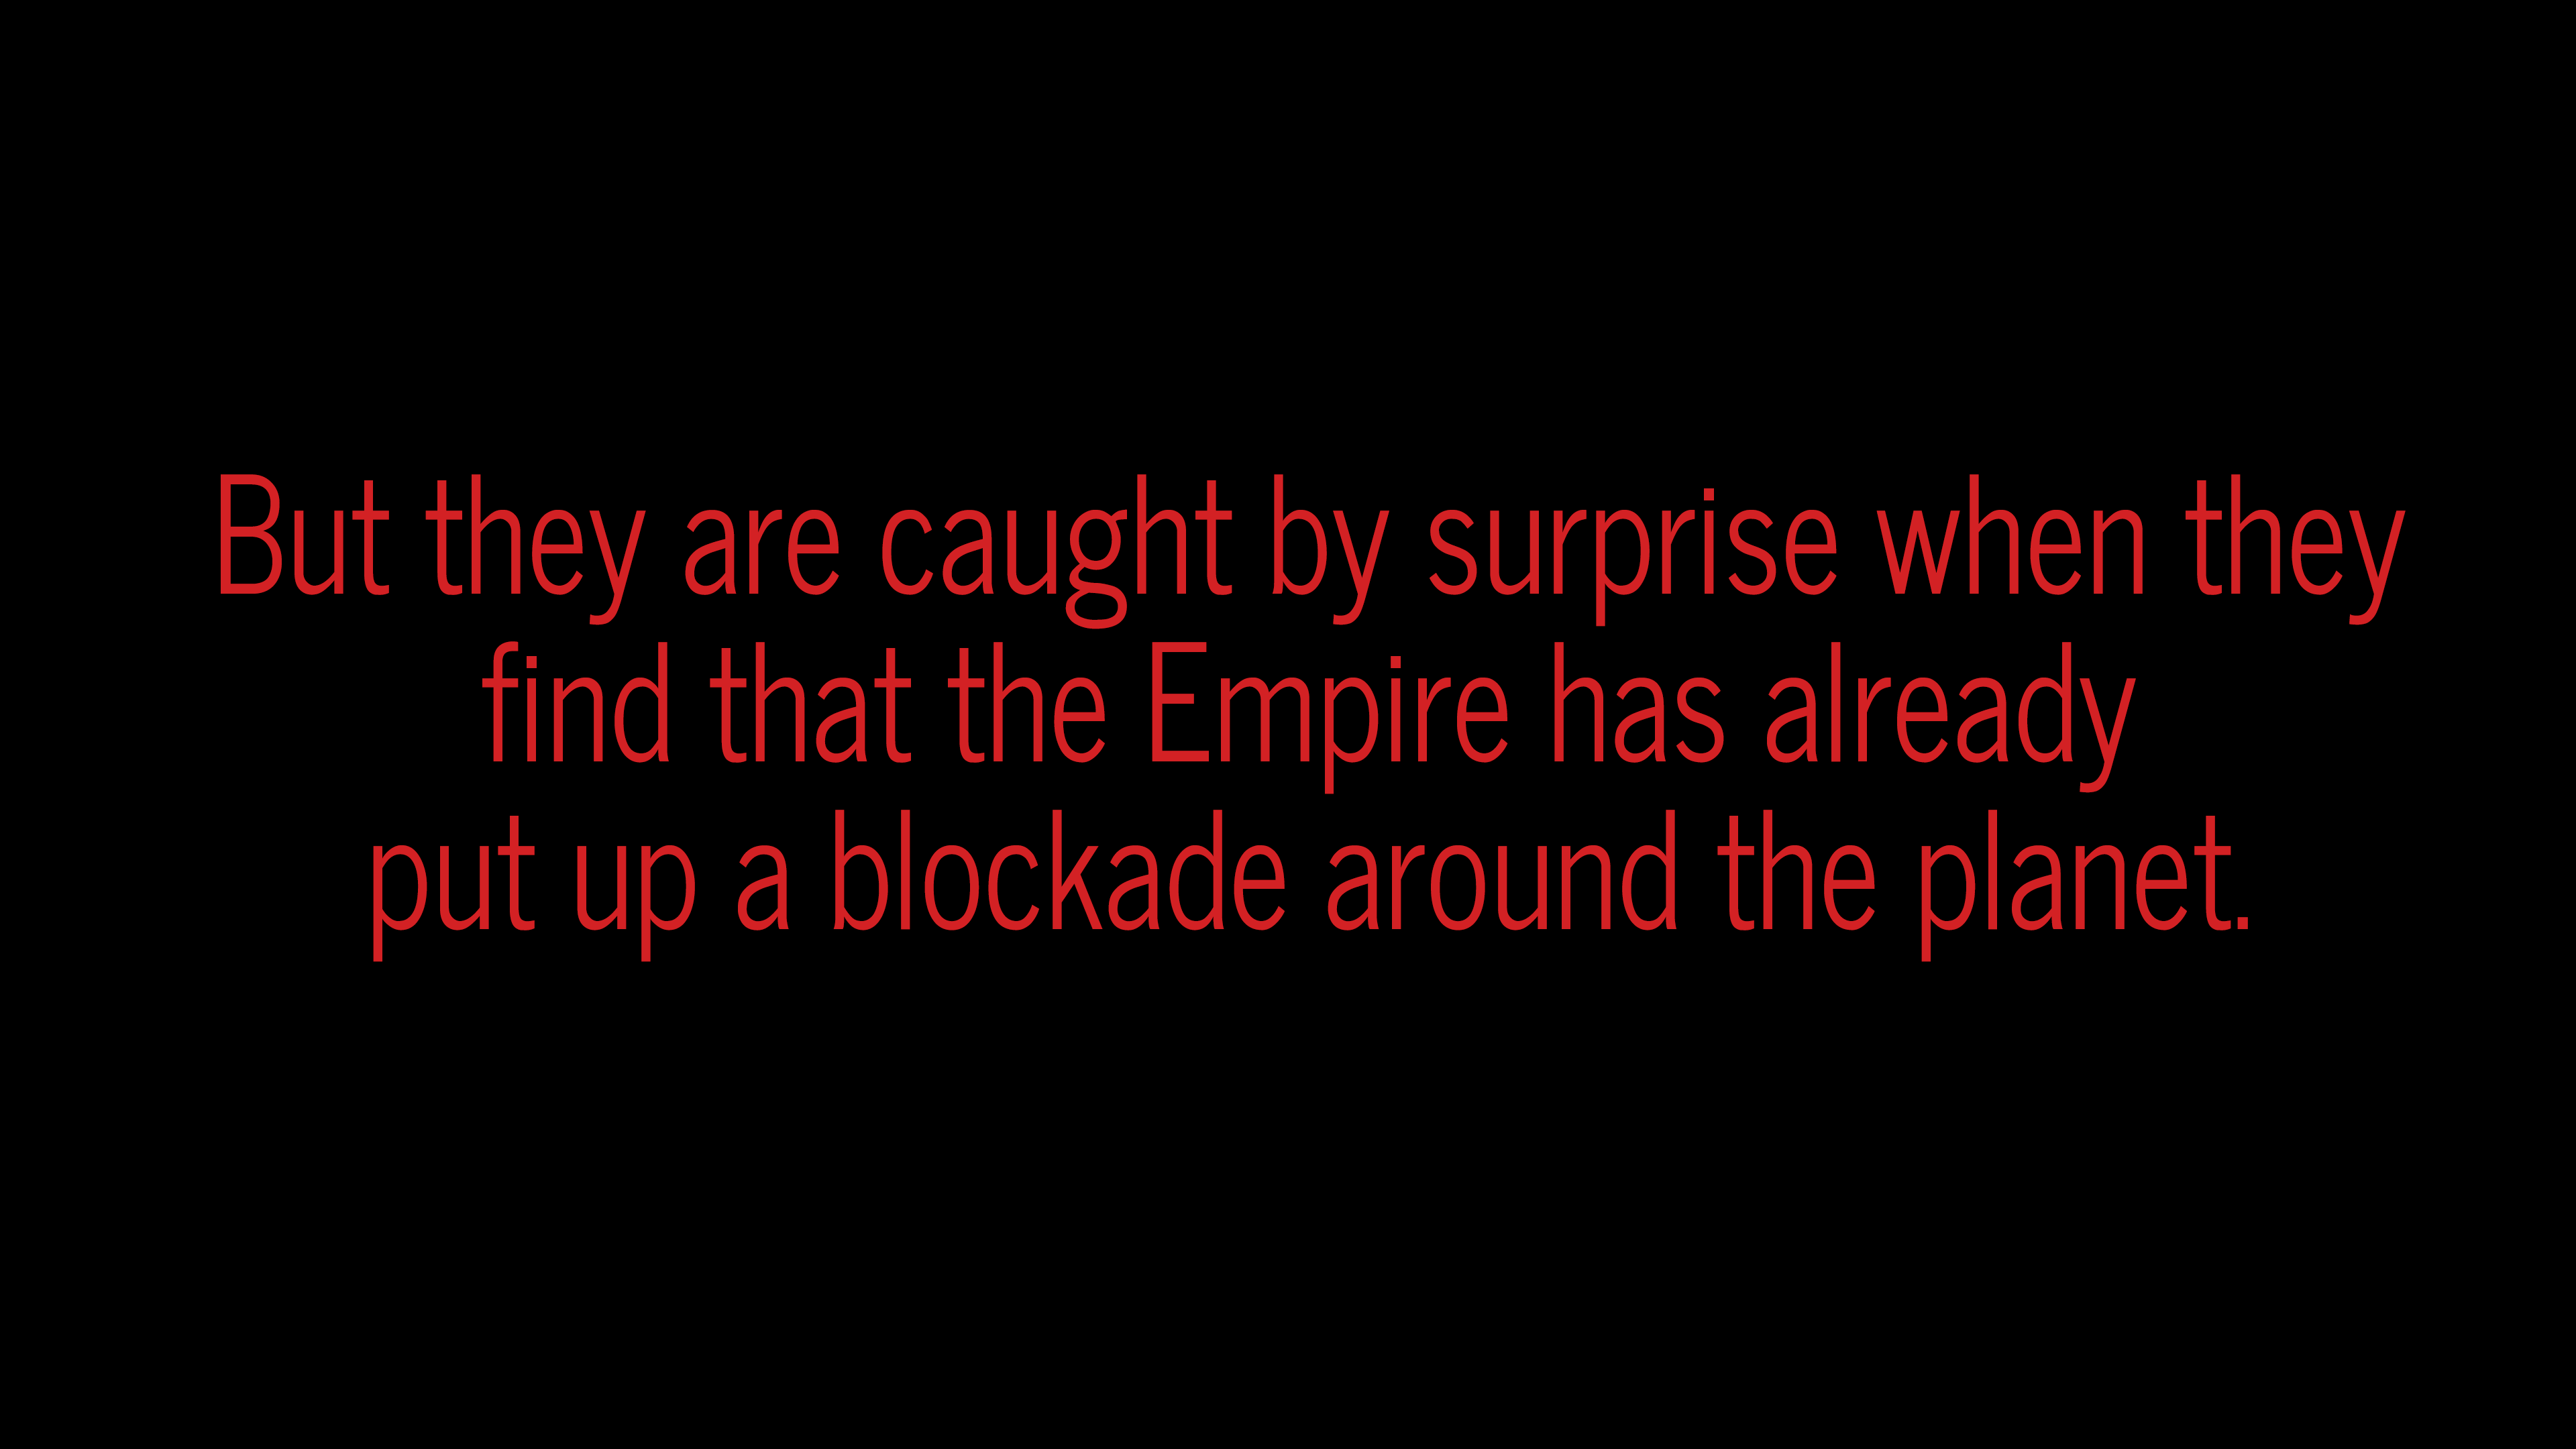 But they are caught by surprise when they
find that the Empire has already
put up a blockade around the planet.